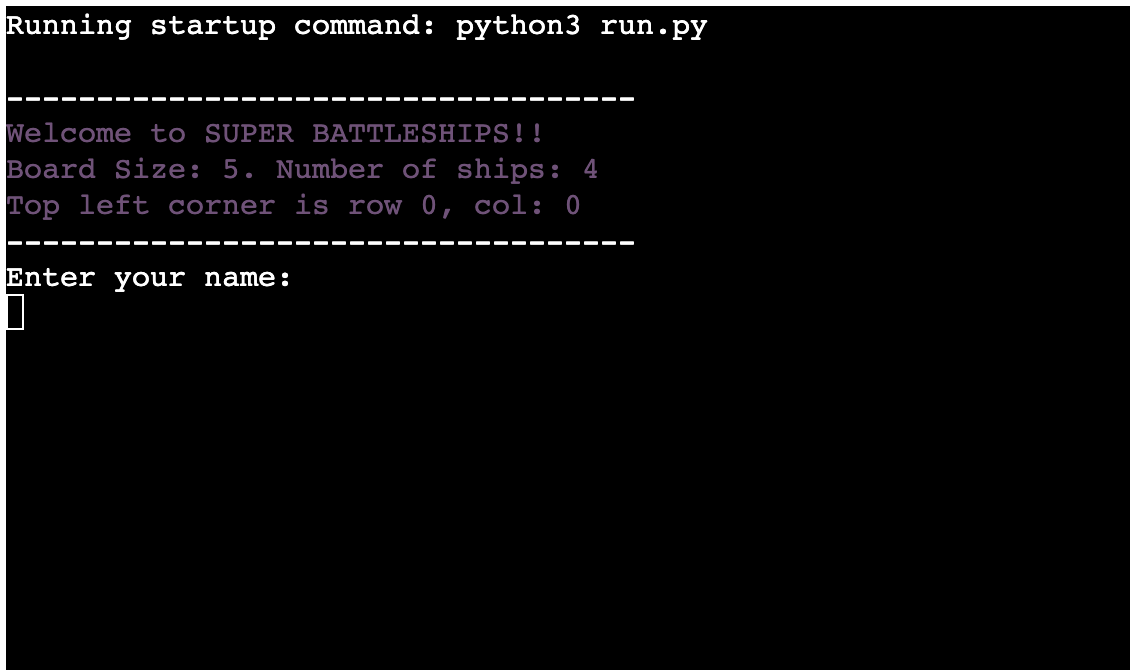 Running startup command: python3 run.py
-----------------------------------
Welcome to SUPER BATTLESHIPS!!
Board Size: 5. Number of ships: 4
Top left corner is row 0, col: 0
-----------------------------------
Enter your name: